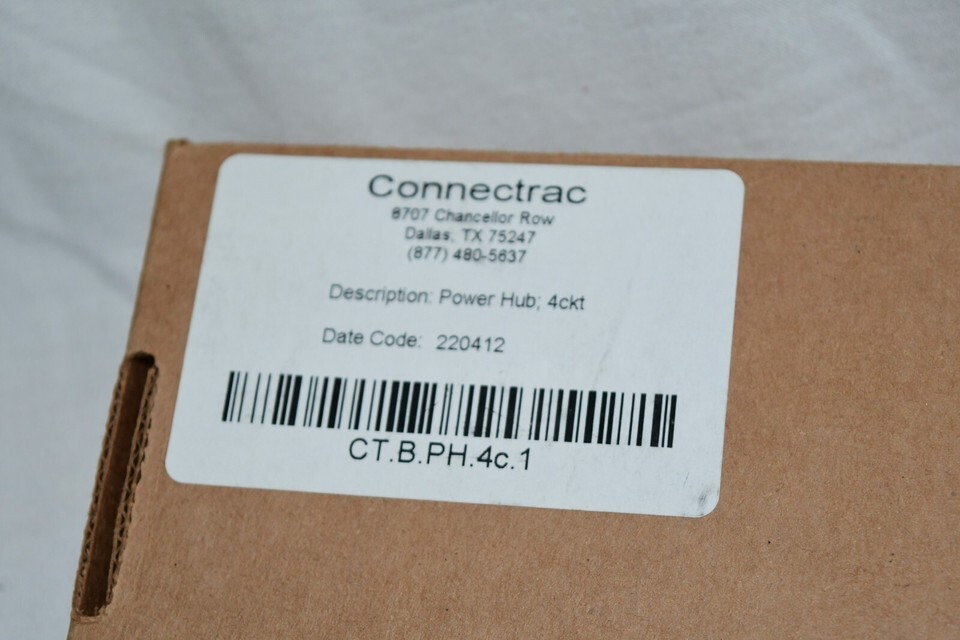 Connectrac
8707 Chancellor Row
Dallas, TX 75247
(877) 480-5637
Description: Power Hub; 4ckt
Date Code: 220412
CT.B.PH.4c.1